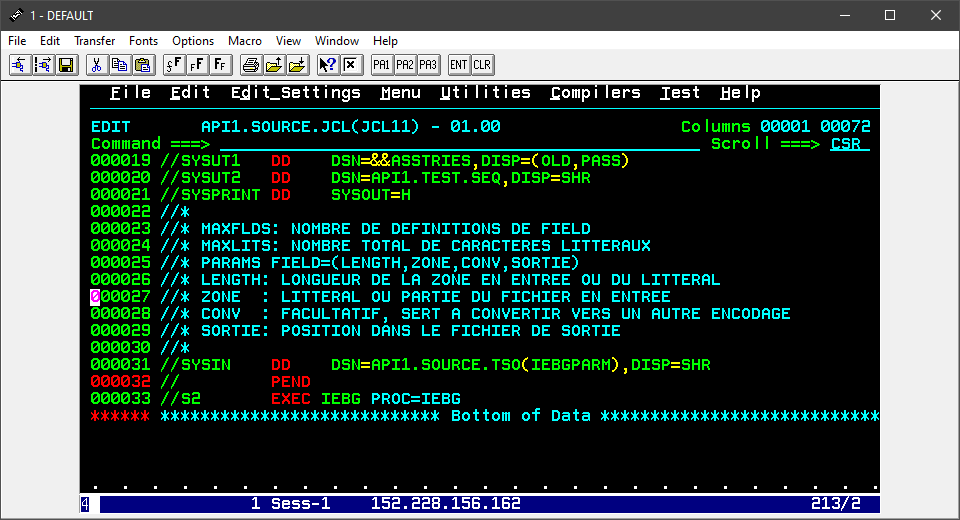 1 - DEFAULT
File Edit Transfer Fonts Options Macro View Window Help
PA1 PA2 PA3 ENT CLR
File Edit Edit_Settings Menu Utilities Compilers Test Help
EDIT API1.SOURCE.JCL(JCL11) - 01.00 Columns 00001 00072
Command ===> Scroll ===> CSR
000019 //SYSUT1 DD DSN=&&ASSTRIES,DISP=(OLD,PASS)
000020 //SYSUT2 DD DSN=API1.TEST.SEQ,DISP=SHR
000021 //SYSPRINT DD SYSOUT=H
000022 //*
000023 //* MAXFLDS: NOMBRE DE DEFINITIONS DE FIELD
000024 //* MAXLITS: NOMBRE TOTAL DE CARACTERES LITTERAUX
000025 //* PARAMS FIELD=(LENGTH,ZONE,CONV,SORTIE)
000026 //* LENGTH: LONGUEUR DE LA ZONE EN ENTREE OU DU LITTERAL
000027 //* ZONE : LITTERAL OU PARTIE DU FICHIER EN ENTREE
000028 //* CONV : FACULTATIF, SERT A CONVERTIR VERS UN AUTRE ENCODAGE
000029 //* SORTIE: POSITION DANS LE FICHIER DE SORTIE
000030 //*
000031 //SYSIN DD DSN=API1.SOURCE.TSO(IEBGPARM),DISP=SHR
000032 // PEND
000033 //S2 EXEC IEBG PROC=IEBG
****** **************************** Bottom of Data ****************************
. . . . . . . . . . . . . . . . . . . .
4 1 Sess-1 152.228.156.162 213/2